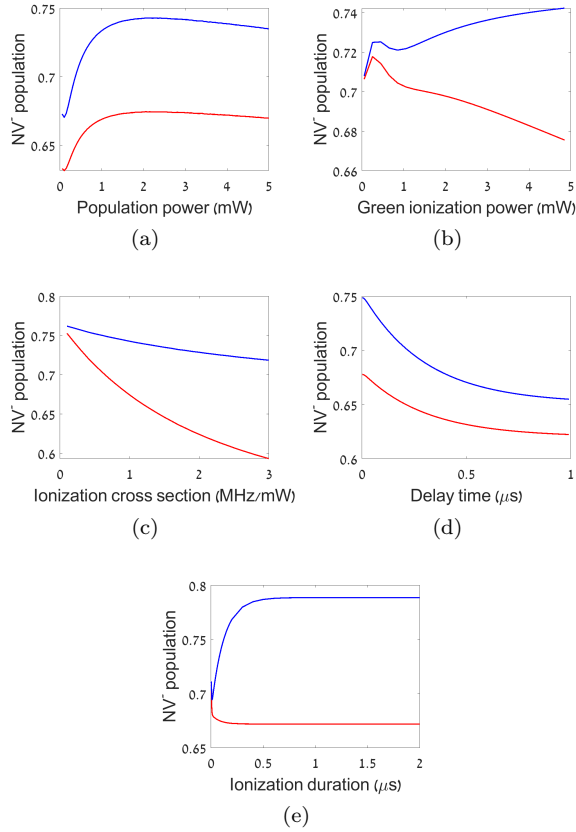 0.75
0.7
0.65
NV⁻ population
0 1 2 3 4 5
Population power (mW)
(a)
0.74
0.72
0.7
0.68
0.66
NV⁻ population
0 1 2 3 4 5
Green ionization power (mW)
(b)
0.8
0.75
0.7
0.65
0.6
NV⁻ population
0 1 2 3
Ionization cross section (MHz/mW)
(c)
0.75
0.7
0.65
0.6
NV⁻ population
0 0.5 1
Delay time (μs)
(d)
0.8
0.75
0.7
0.65
NV⁻ population
0 0.5 1 1.5 2
Ionization duration (μs)
(e)